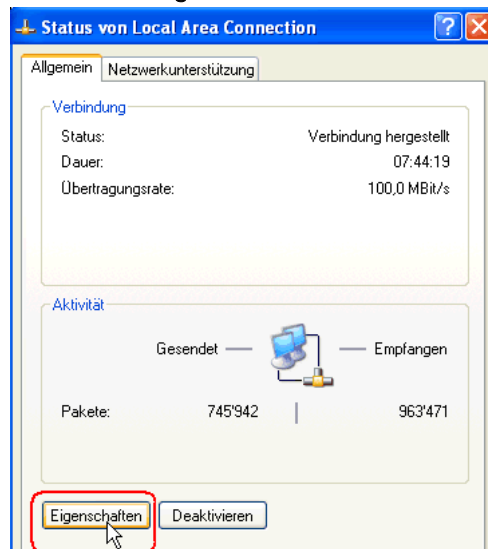 Status von Local Area Connection
Allgemein Netzwerkunterstützung
Verbindung
Status: Verbindung hergestellt
Dauer: 07:44:19
Übertragungsrate: 100,0 MBit/s
Aktivität
Gesendet Empfangen
Pakete: 745'942 963'471
Eigenschaften Deaktivieren